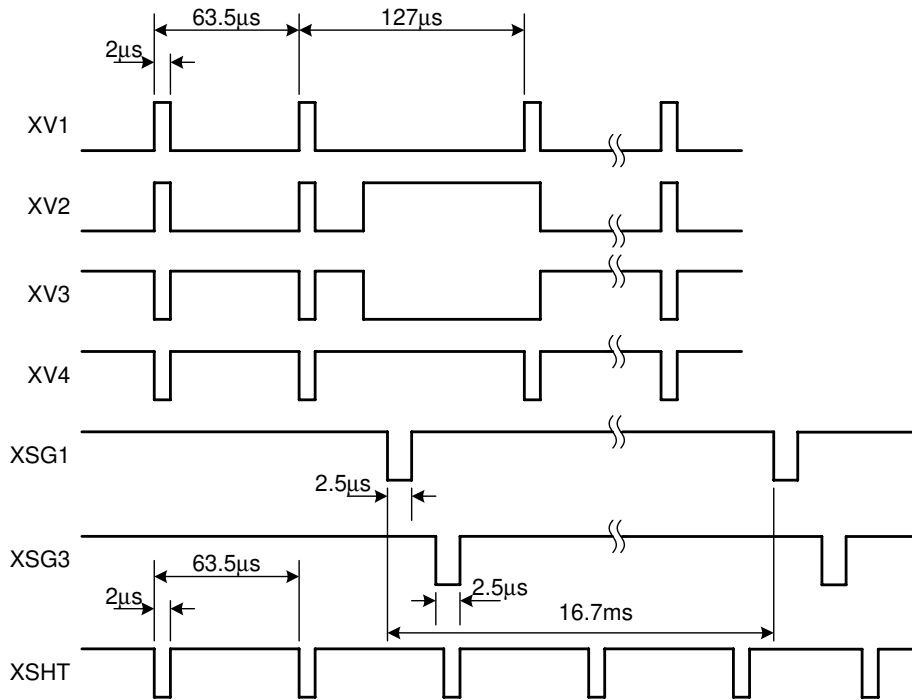 63.5µs 127µs
2µs
XV1
XV2
XV3
XV4
XSG1
2.5µs
XSG3
63.5µs
2µs 2.5µs
16.7ms
XSHT